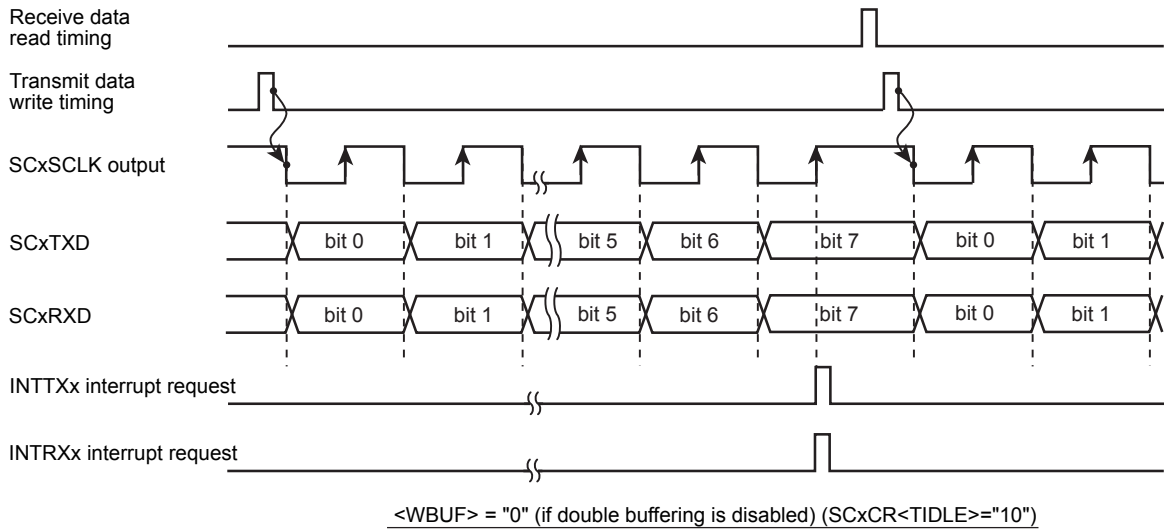 Receive data
read timing
Transmit data
write timing
SCxSCLK output
SCxTXD
bit 0
bit 1
bit 5
bit 6
bit 7
bit 0
bit 1
SCxRXD
bit 0
bit 1
bit 5
bit 6
bit 7
bit 0
bit 1
INTTXx interrupt request
INTRXx interrupt request
<WBUF> = "0" (if double buffering is disabled) (SCxCR<TIDLE>="10")